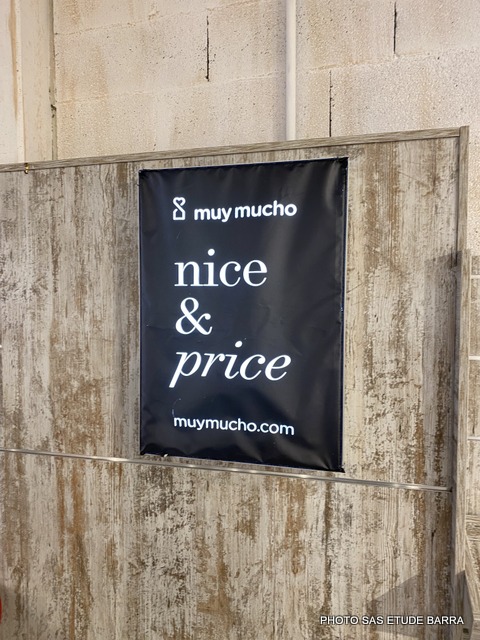 muy mucho
nice
&
price
muymucho.com
PHOTO SAS ETUDE BARRA